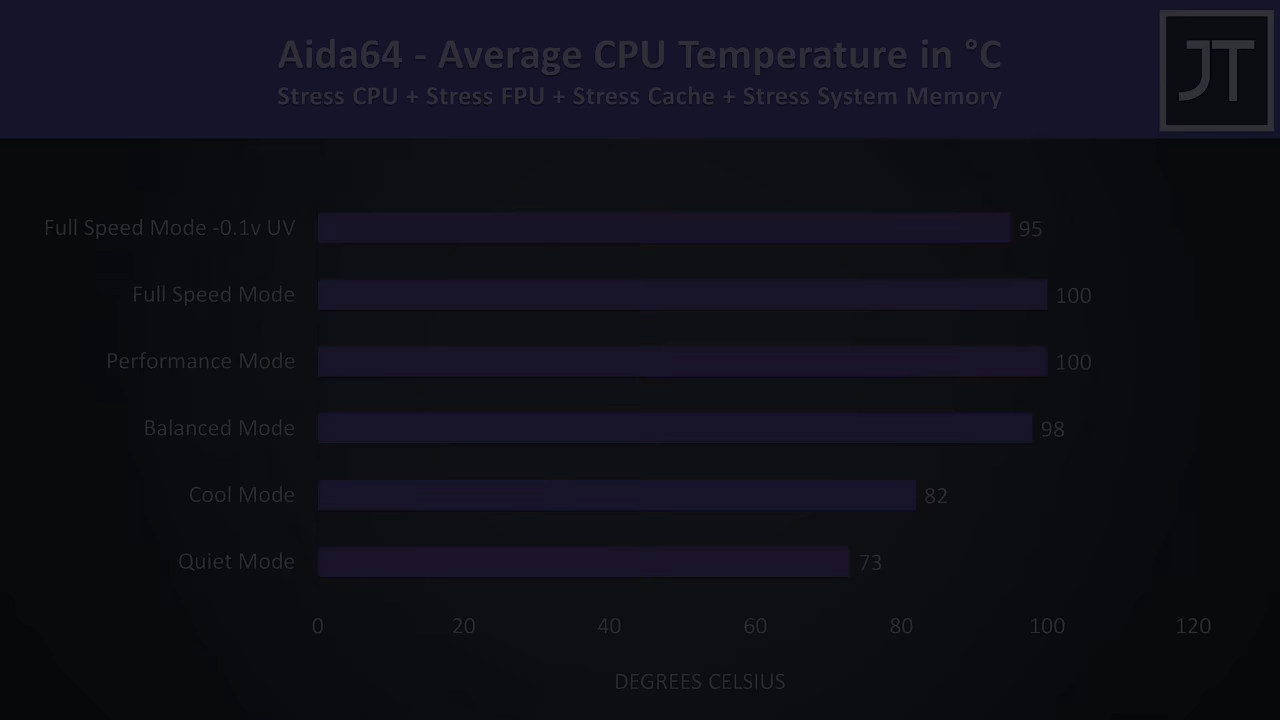 Aida64 - Average CPU Temperature in °C
Stress CPU + Stress FPU + Stress Cache + Stress System Memory
JT
Full Speed Mode -0.1v UV 95
Full Speed Mode 100
Performance Mode 100
Balanced Mode 98
Cool Mode 82
Quiet Mode 73
0 20 40 60 80 100 120
DEGREES CELSIUS